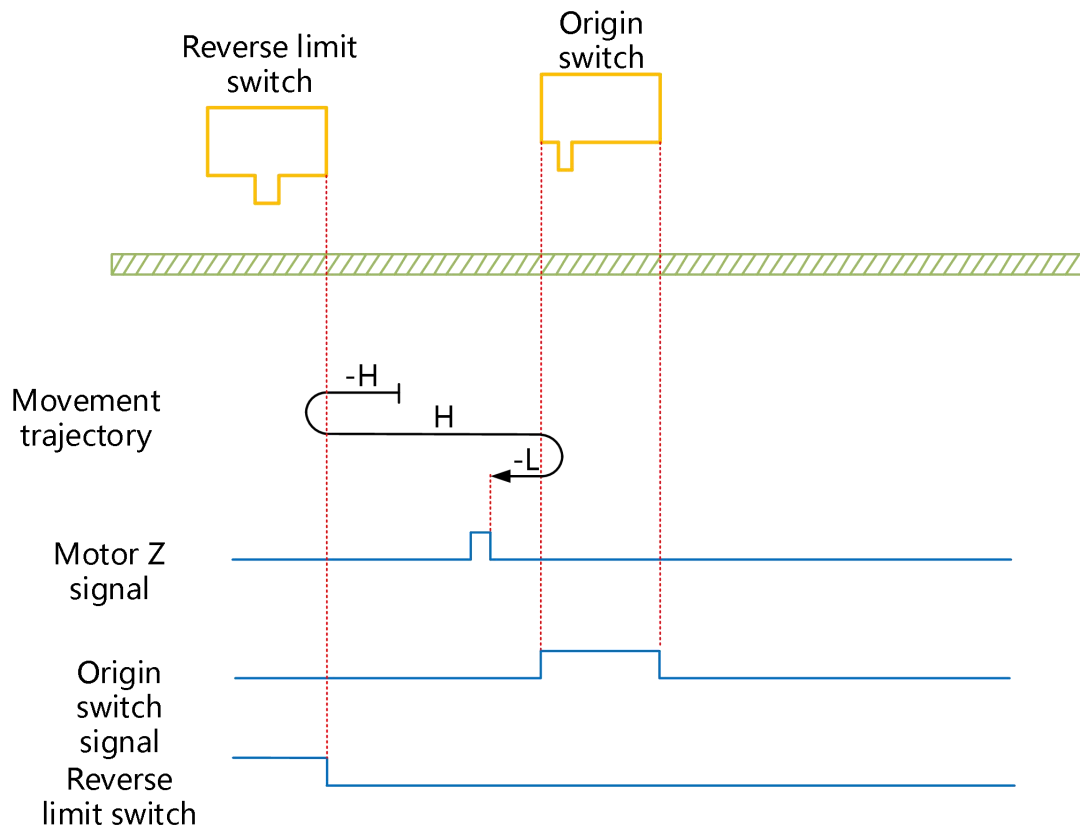 Reverse limit
switch
Origin
switch
Movement
trajectory
-H
H
-L
Motor Z
signal
Origin
switch
signal
Reverse
limit switch